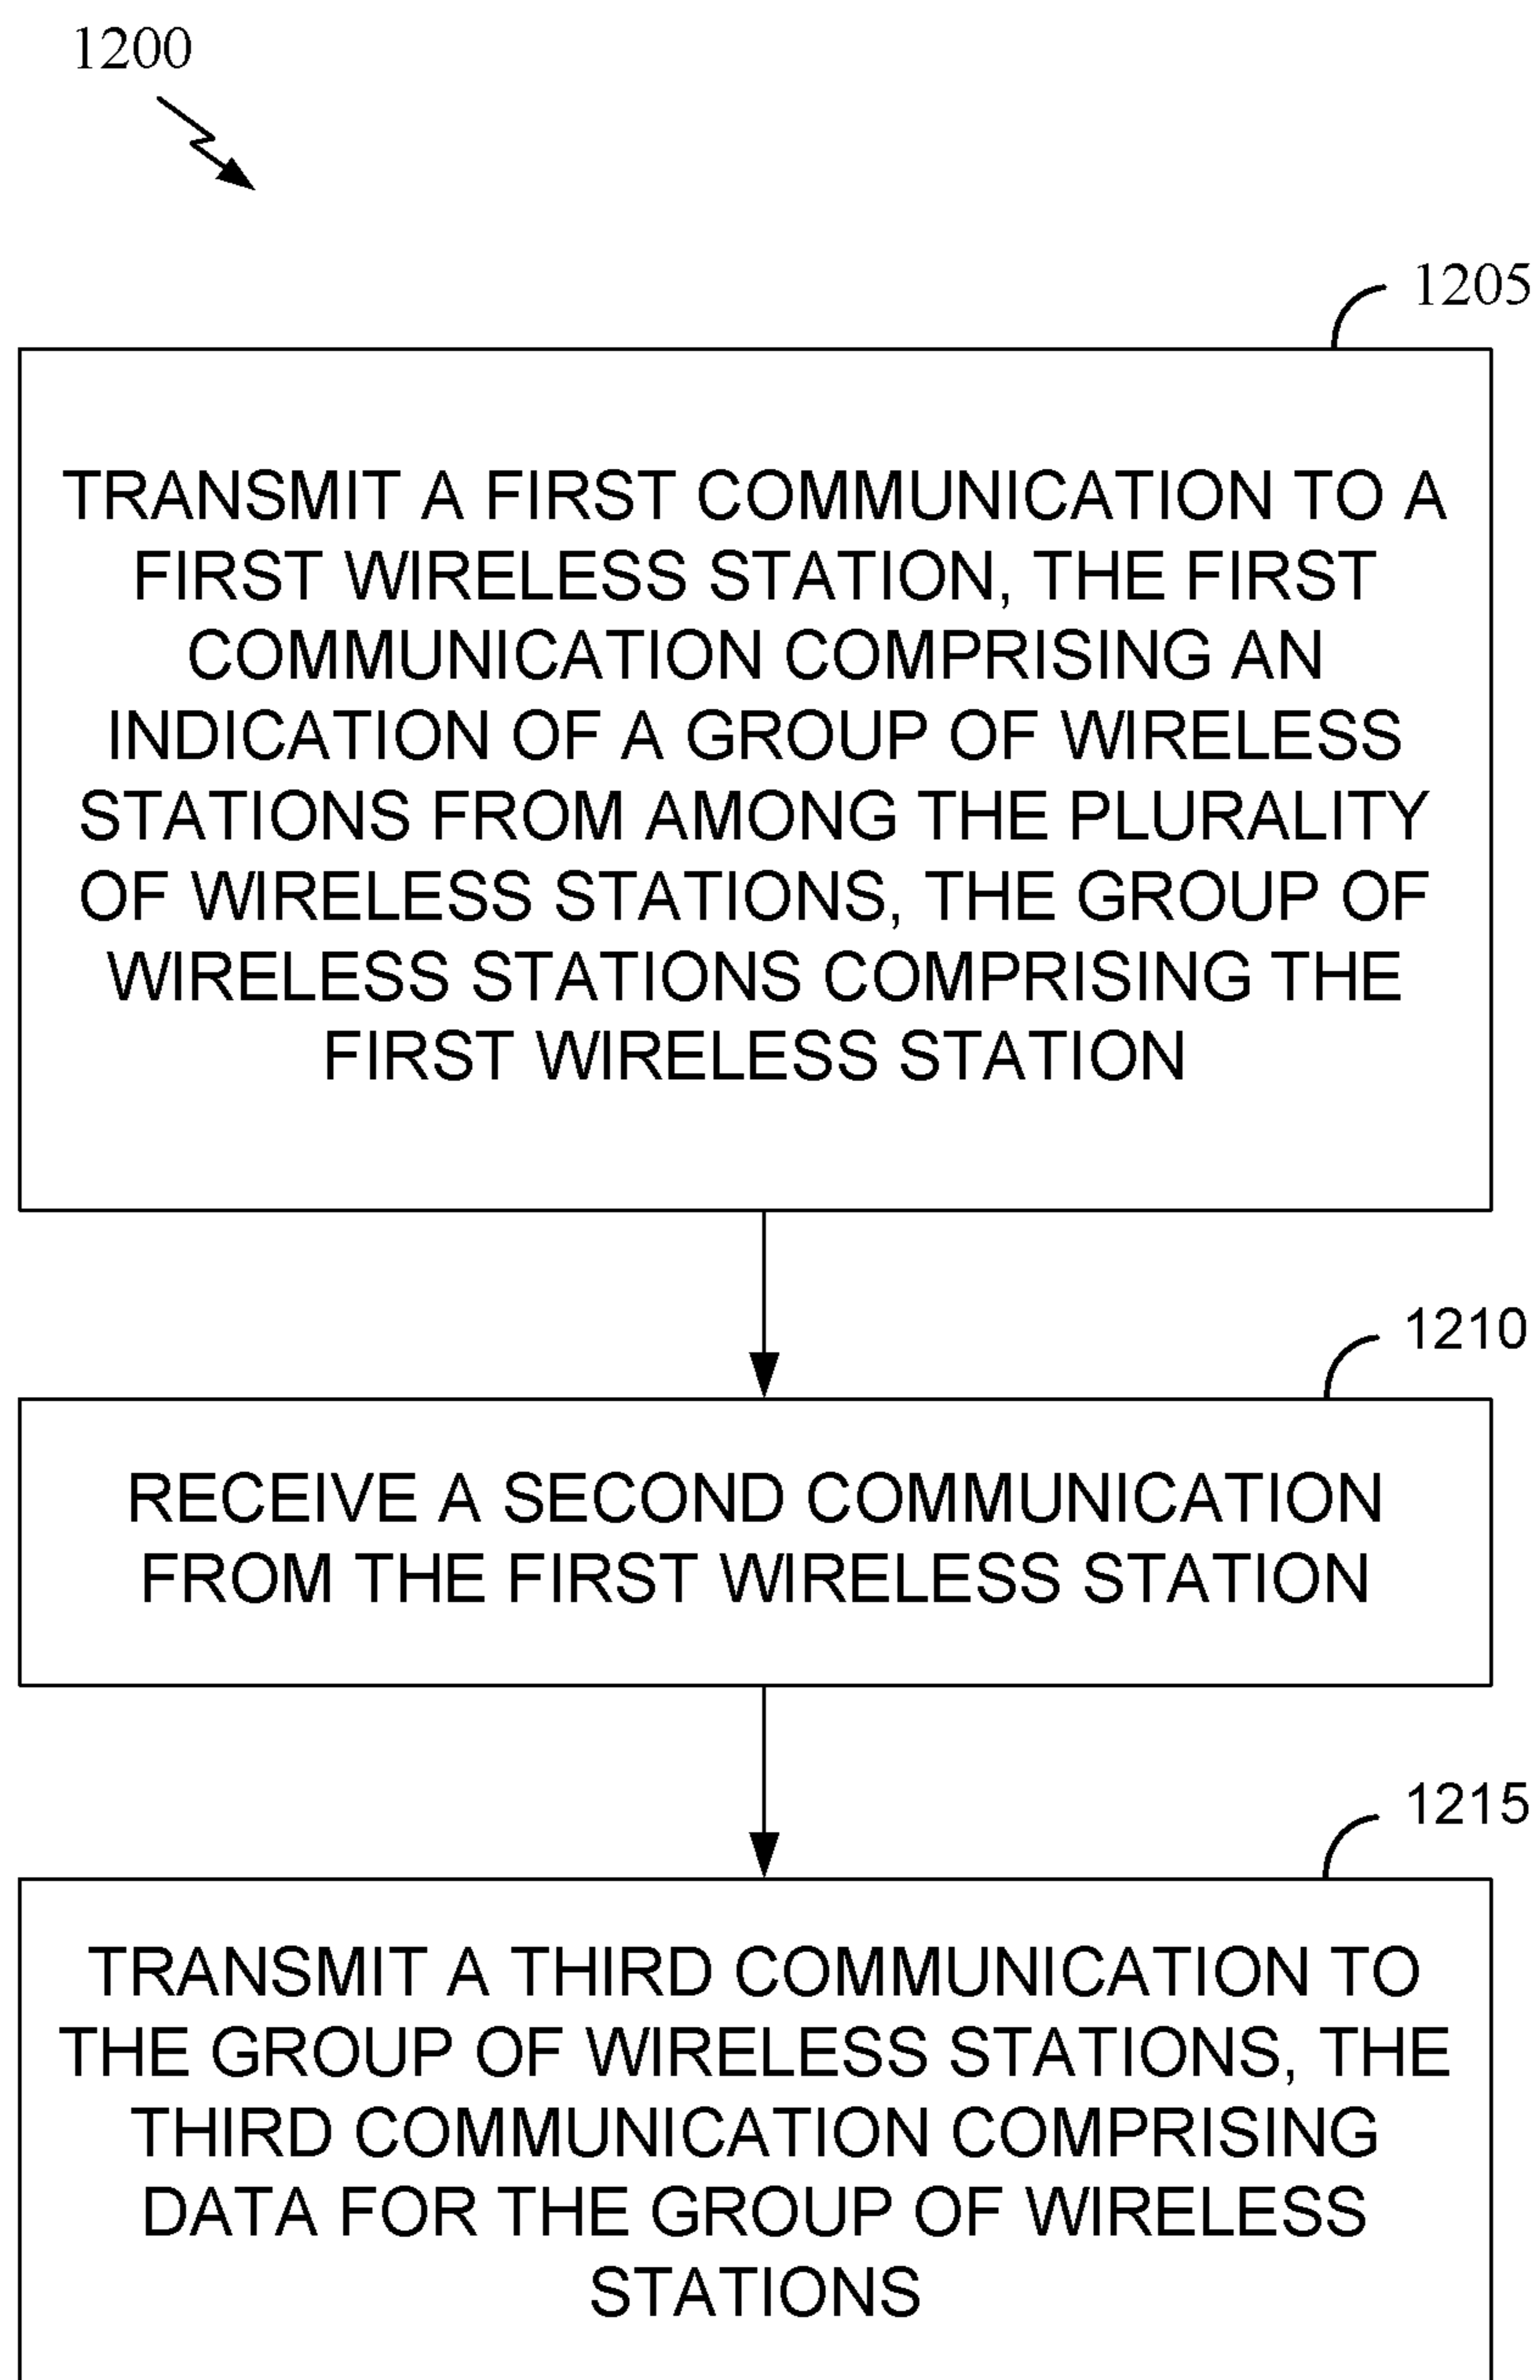 1200
1205
TRANSMIT A FIRST COMMUNICATION TO A
FIRST WIRELESS STATION, THE FIRST
COMMUNICATION COMPRISING AN
INDICATION OF A GROUP OF WIRELESS
STATIONS FROM AMONG THE PLURALITY
OF WIRELESS STATIONS, THE GROUP OF
WIRELESS STATIONS COMPRISING THE
FIRST WIRELESS STATION
1210
RECEIVE A SECOND COMMUNICATION
FROM THE FIRST WIRELESS STATION
1215
TRANSMIT A THIRD COMMUNICATION TO
THE GROUP OF WIRELESS STATIONS, THE
THIRD COMMUNICATION COMPRISING
DATA FOR THE GROUP OF WIRELESS
STATIONS